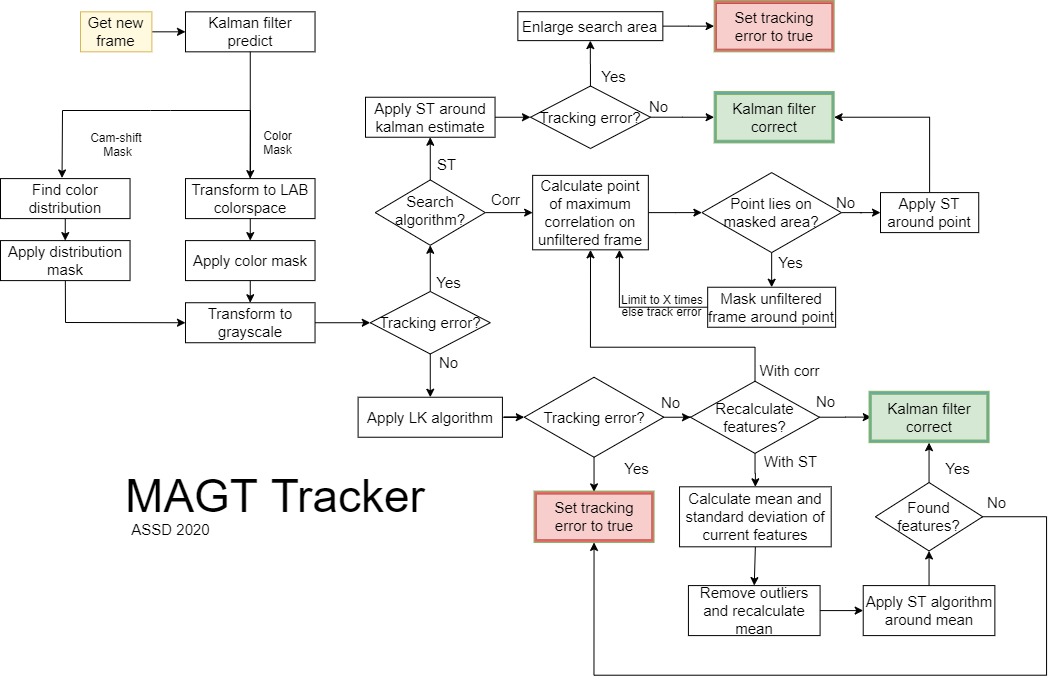 Get new
frame
Kalman filter
predict
Cam-shift
Mask
Color
Mask
Find color
distribution
Apply distribution
mask
Transform to LAB
colorspace
Apply color mask
Transform to
grayscale
Tracking error?
Yes
No
Search
algorithm?
ST
Corr
Apply ST around
kalman estimate
Tracking error?
Yes
No
Enlarge search area
Set tracking
error to true
Kalman filter
correct
Calculate point
of maximum
correlation on
unfiltered frame
Point lies on
masked area?
No
Yes
Apply ST
around point
Mask unfiltered
frame around point
Limit to X times
else track error
Apply LK algorithm
Tracking error?
No
Yes
Set tracking
error to true
Recalculate
features?
With corr
No
With ST
Kalman filter
correct
Calculate mean and
standard deviation of
current features
Remove outliers
and recalculate
mean
Apply ST algorithm
around mean
Found
features?
Yes
No
MAGT Tracker
ASSD 2020